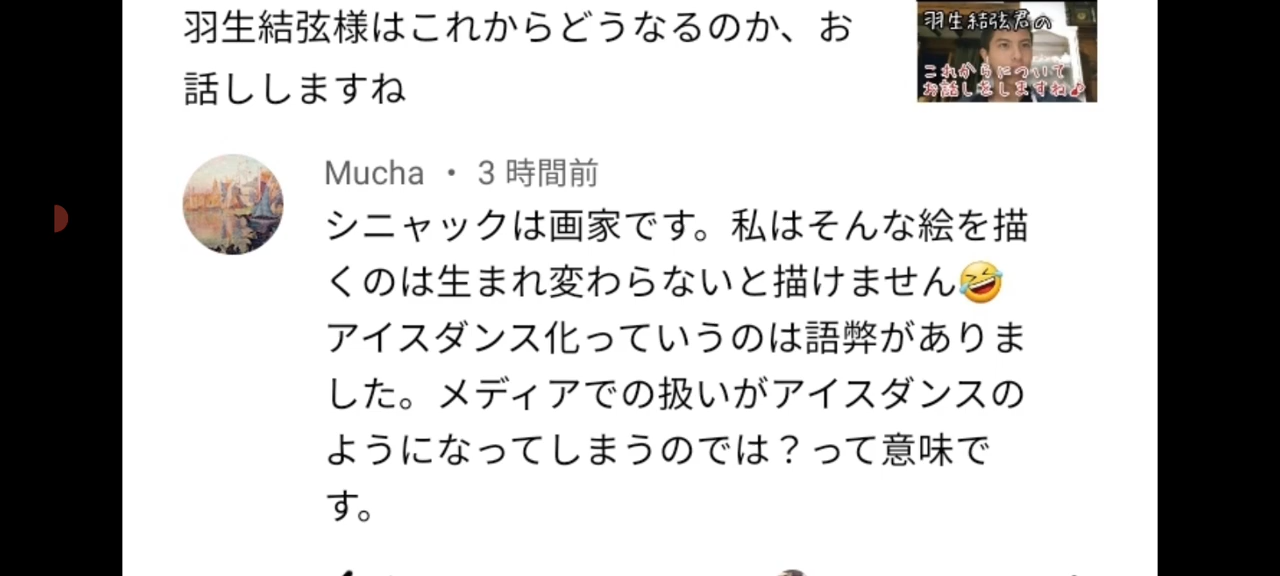 羽生結弦様はこれからどうなるのか、お
話ししますね
羽生結弦君の
これからについて
お話しをしますね♪
Mucha ・ 3 時間前
シニャックは画家です。私はそんな絵を描
くのは生まれ変わらないと描けません🤣
アイスダンス化っていうのは語弊がありま
した。メディアでの扱いがアイスダンスの
ようになってしまうのでは？って意味で
す。